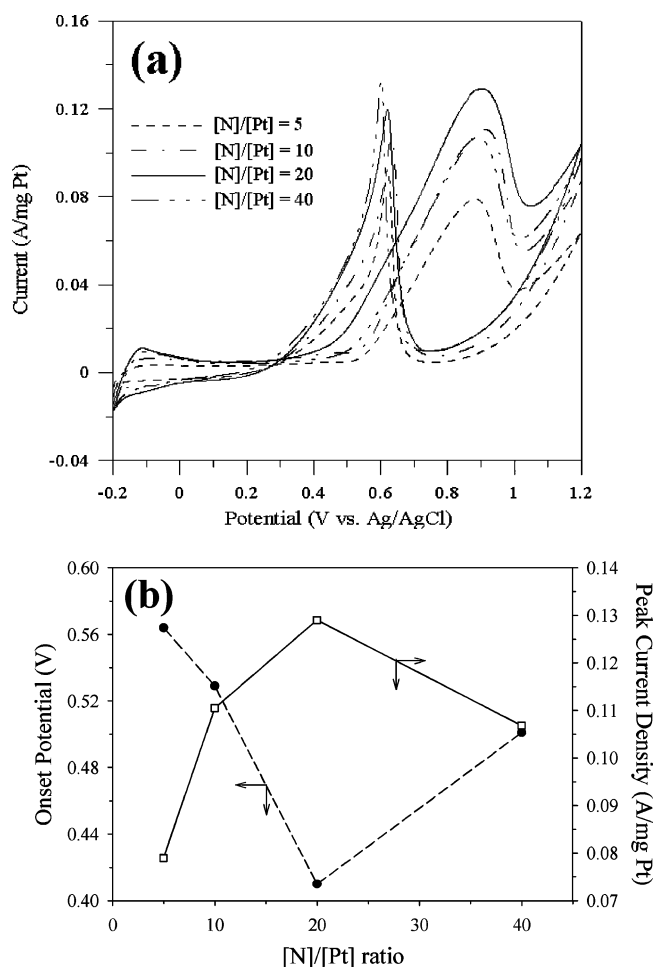 (a)
0.16
0.12
0.08
0.04
0
-0.04
Current (A/mg Pt)
[N]/[Pt] = 5
[N]/[Pt] = 10
[N]/[Pt] = 20
[N]/[Pt] = 40
-0.2 0 0.2 0.4 0.6 0.8 1 1.2
Potential (V vs. Ag/AgCl)
(b)
0.60
0.56
0.52
0.48
0.44
0.40
Onset Potential (V)
0.14
0.13
0.12
0.11
0.10
0.09
0.08
0.07
Peak Current Density (A/mg Pt)
0 10 20 30 40
[N]/[Pt] ratio